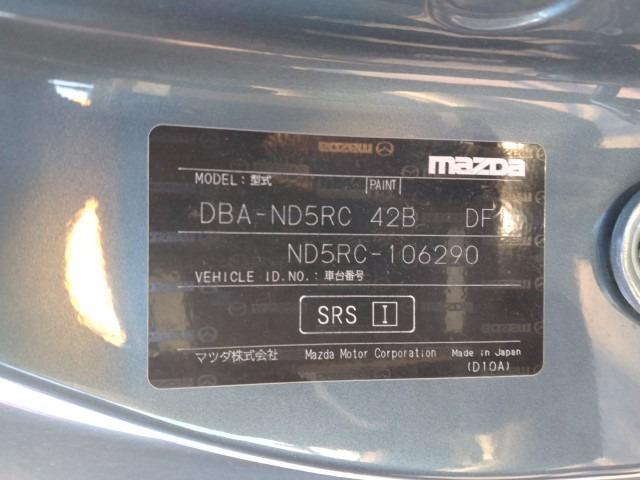 mazda
MODEL: 型式 PAINT
DBA-ND5RC 42B
ND5RC-106290
VEHICLE ID.NO.: 車台番号
SRS I
マツダ株式会社 Mazda Motor Corporation Made in Japan
(D10A)